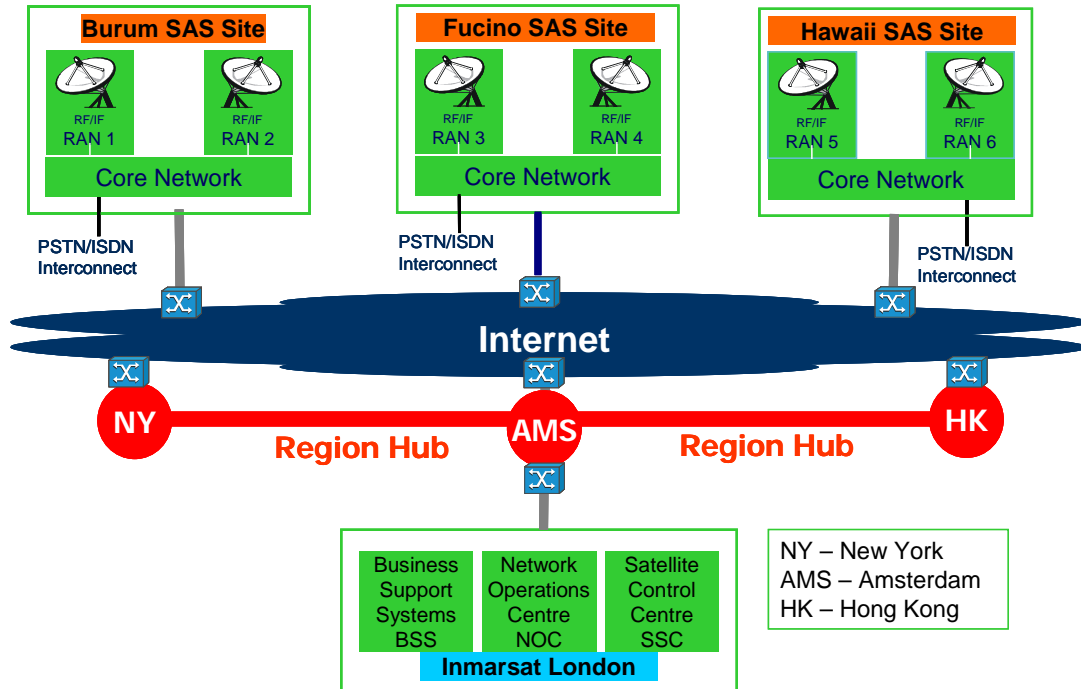 Burum SAS Site
RF/IF
RAN 1
RF/IF
RAN 2
Core Network
PSTN/ISDN
Interconnect
Fucino SAS Site
RF/IF
RAN 3
RF/IF
RAN 4
Core Network
PSTN/ISDN
Interconnect
Hawaii SAS Site
RF/IF
RAN 5
RF/IF
RAN 6
Core Network
PSTN/ISDN
Interconnect
Internet
NY
Region Hub
AMS
Region Hub
HK
Business
Support
Systems
BSS
Network
Operations
Centre
NOC
Satellite
Control
Centre
SSC
Inmarsat London
NY – New York
AMS – Amsterdam
HK – Hong Kong